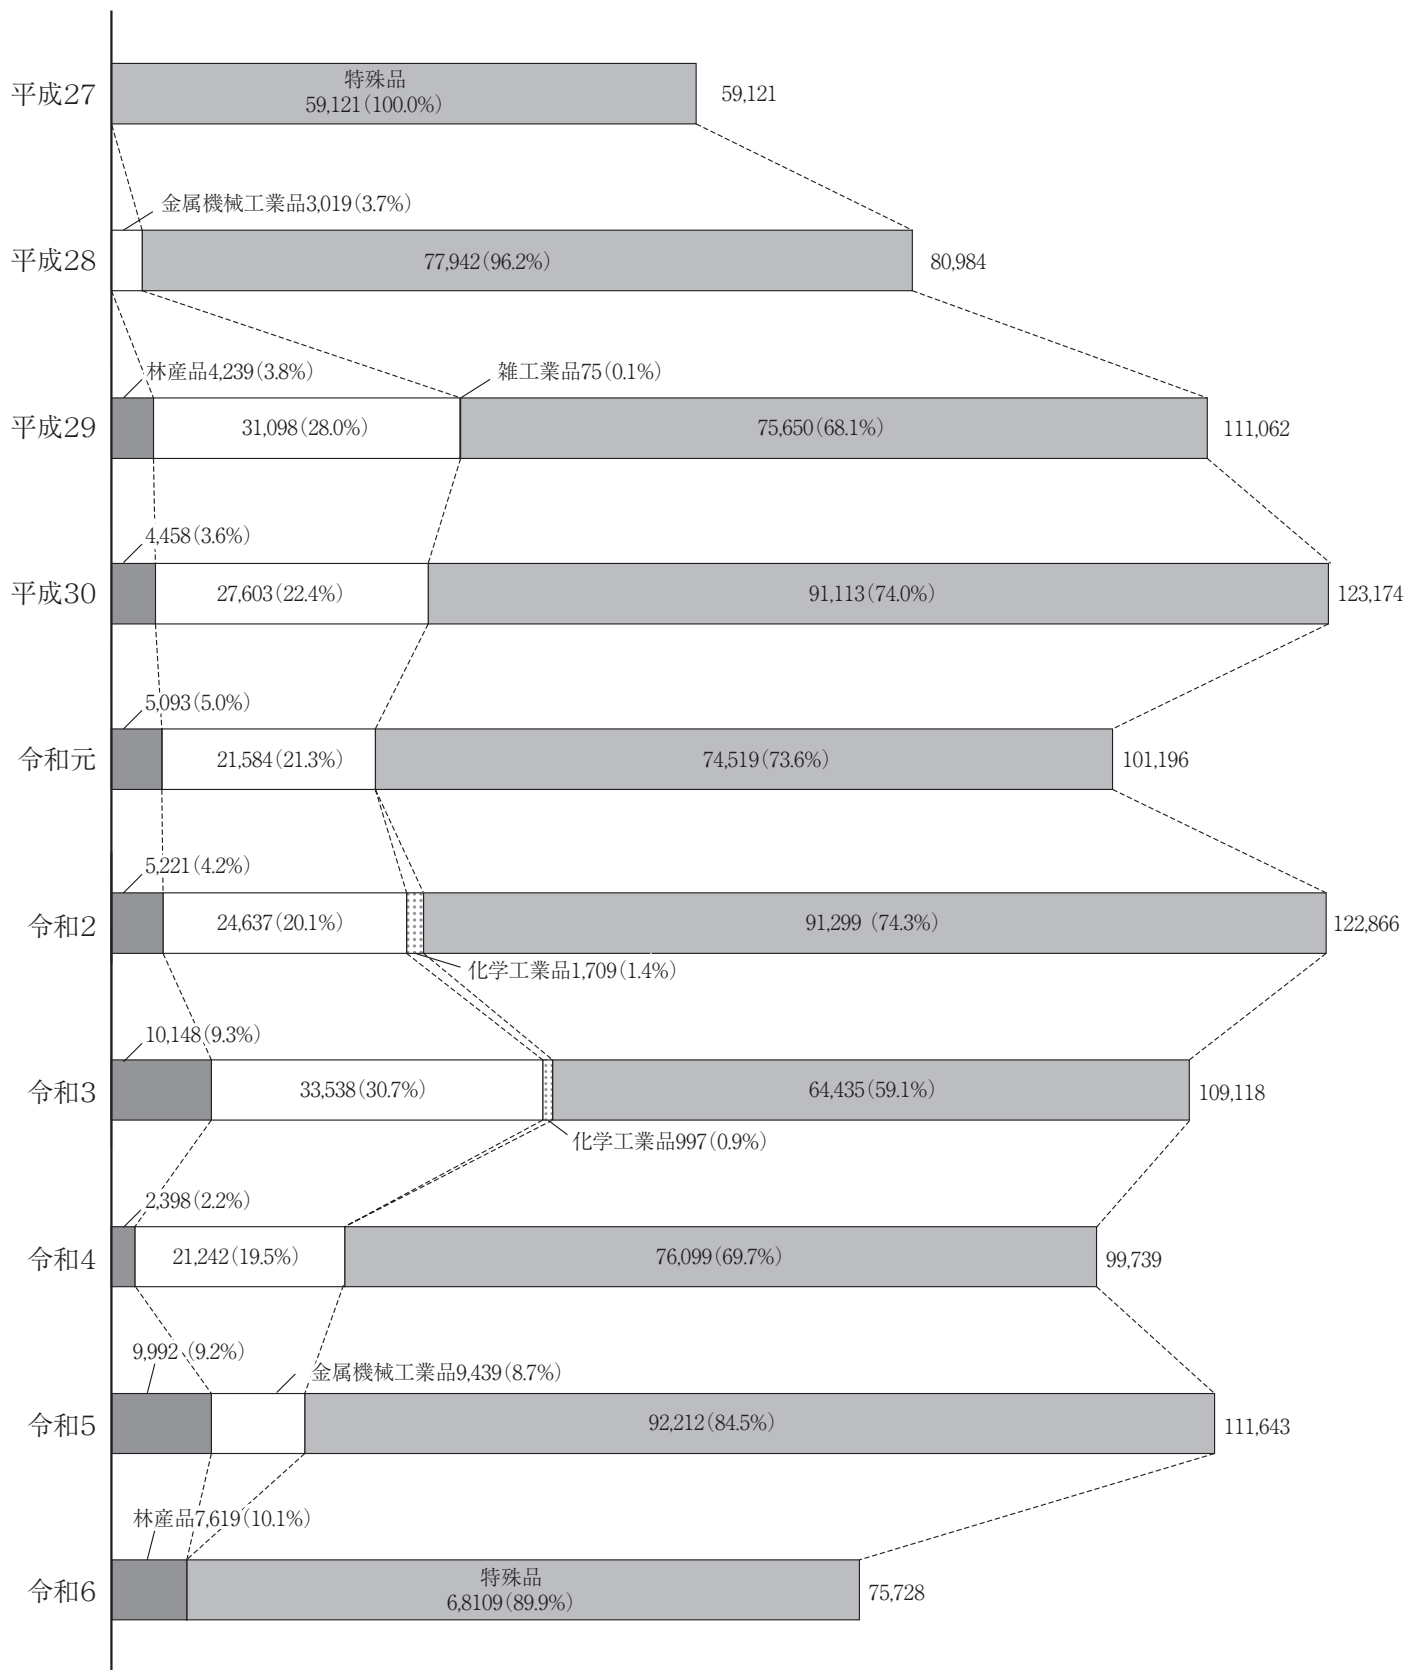 平成27
特殊品
59,121(100.0%)
59,121
金属機械工業品3,019(3.7%)
平成28
77,942(96.2%)
80,984
林産品4,239(3.8%)
雑工業品75(0.1%)
平成29
31,098(28.0%)
75,650(68.1%)
111,062
4,458(3.6%)
平成30
27,603(22.4%)
91,113(74.0%)
123,174
5,093(5.0%)
令和元
21,584(21.3%)
74,519(73.6%)
101,196
5,221(4.2%)
令和2
24,637(20.1%)
91,299 (74.3%)
122,866
化学工業品1,709(1.4%)
10,148(9.3%)
令和3
33,538(30.7%)
64,435(59.1%)
109,118
化学工業品997(0.9%)
2,398(2.2%)
令和4
21,242(19.5%)
76,099(69.7%)
99,739
9,992 (9.2%)
金属機械工業品9,439(8.7%)
令和5
92,212(84.5%)
111,643
林産品7,619(10.1%)
令和6
特殊品
6,8109(89.9%)
75,728